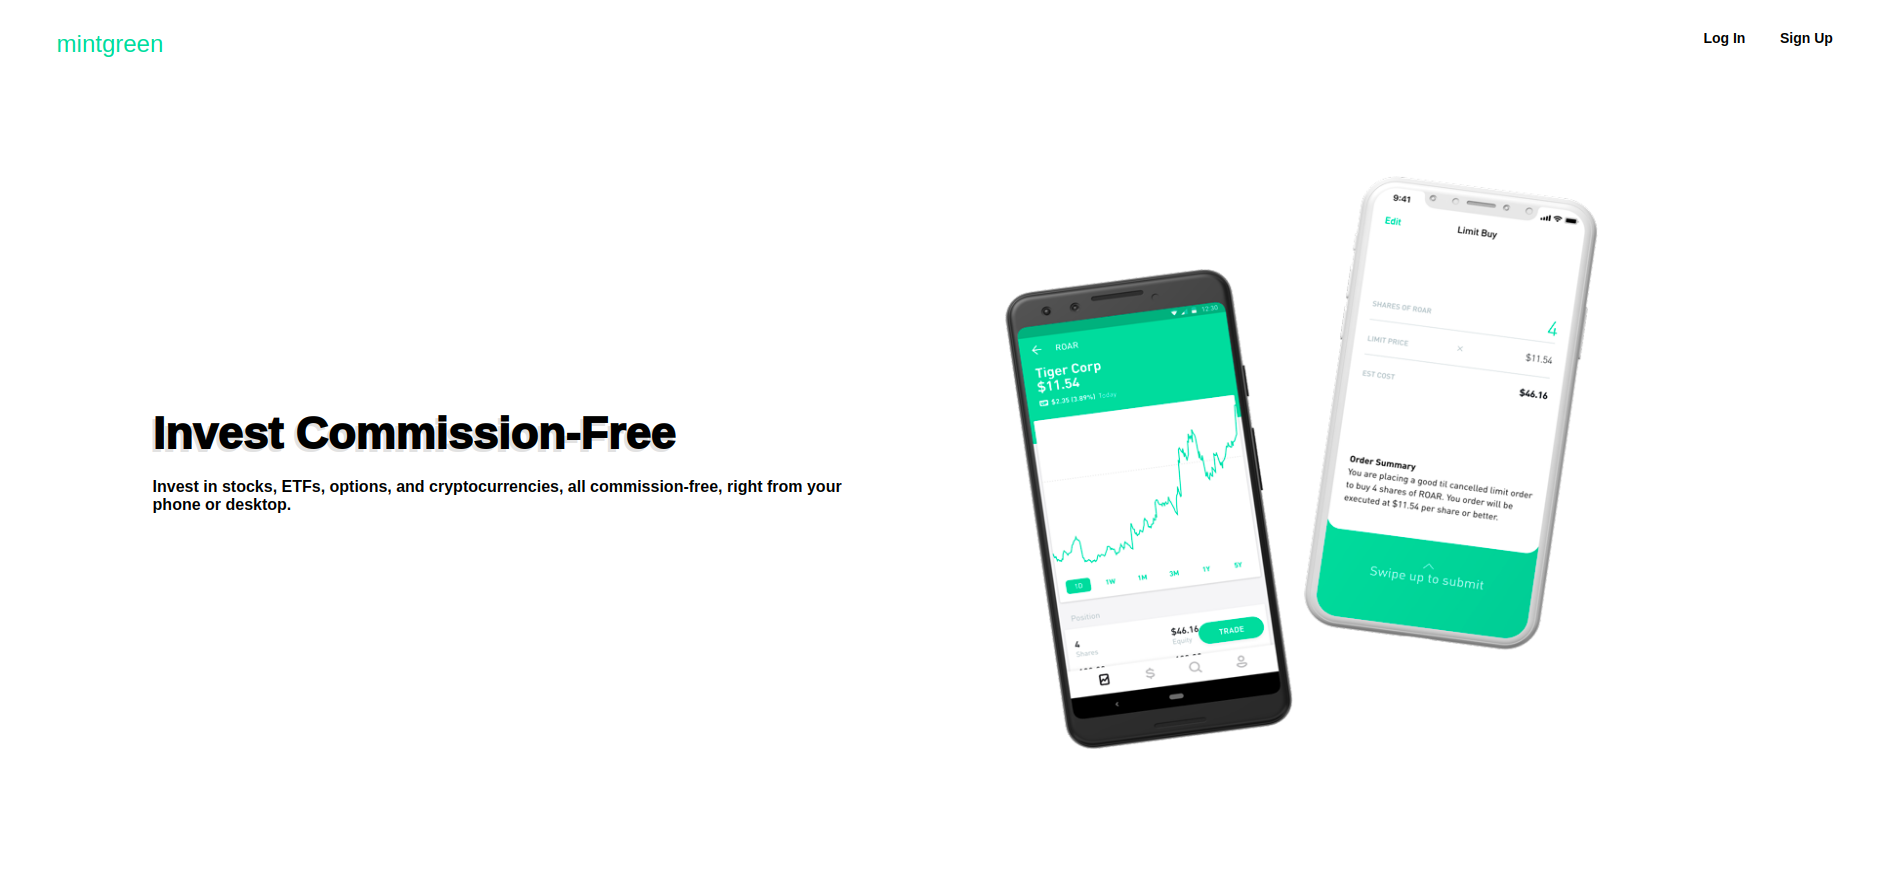 mintgreen
Log In
Sign Up
Invest Commission-Free
Invest in stocks, ETFs, options, and cryptocurrencies, all commission-free, right from your
phone or desktop.
12:30
ROAR
Tiger Corp
$11.54
$2.35 (3.89%) Today
1D 1W 1M 3M 1Y 5Y
Position
4
Shares
$46.16
Equity
TRADE
9:41
Edit
Limit Buy
SHARES OF ROAR
4
LIMIT PRICE
×
$11.54
EST COST
$46.16
Order Summary
You are placing a good til cancelled limit order
to buy 4 shares of ROAR. You order will be
executed at $11.54 per share or better.
Swipe up to submit